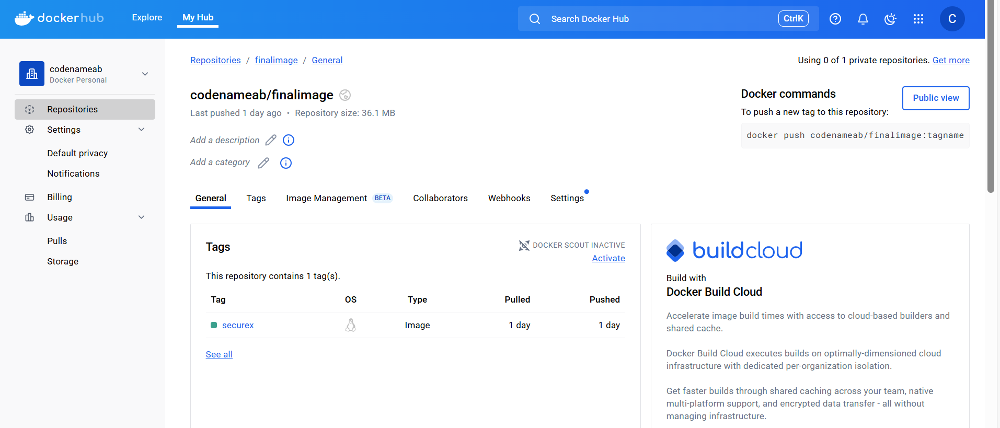 dockerhub
Explore
My Hub
Search Docker Hub
CtrlK
C
codenameab
Docker Personal
Repositories
Settings
Default privacy
Notifications
Billing
Usage
Pulls
Storage
Repositories / finalimage / General
Using 0 of 1 private repositories. Get more
codenameab/finalimage
Last pushed 1 day ago • Repository size: 36.1 MB
Add a description
Add a category
Docker commands
Public view
To push a new tag to this repository:
docker push codenameab/finalimage:tagname
General Tags Image Management BETA Collaborators Webhooks Settings
Tags
DOCKER SCOUT INACTIVE
Activate
This repository contains 1 tag(s).
Tag OS Type Pulled Pushed
securex Image 1 day 1 day
See all
buildcloud
Build with
Docker Build Cloud
Accelerate image build times with access to cloud-based builders and
shared cache.
Docker Build Cloud executes builds on optimally-dimensioned cloud
infrastructure with dedicated per-organization isolation.
Get faster builds through shared caching across your team, native
multi-platform support, and encrypted data transfer - all without
managing infrastructure.